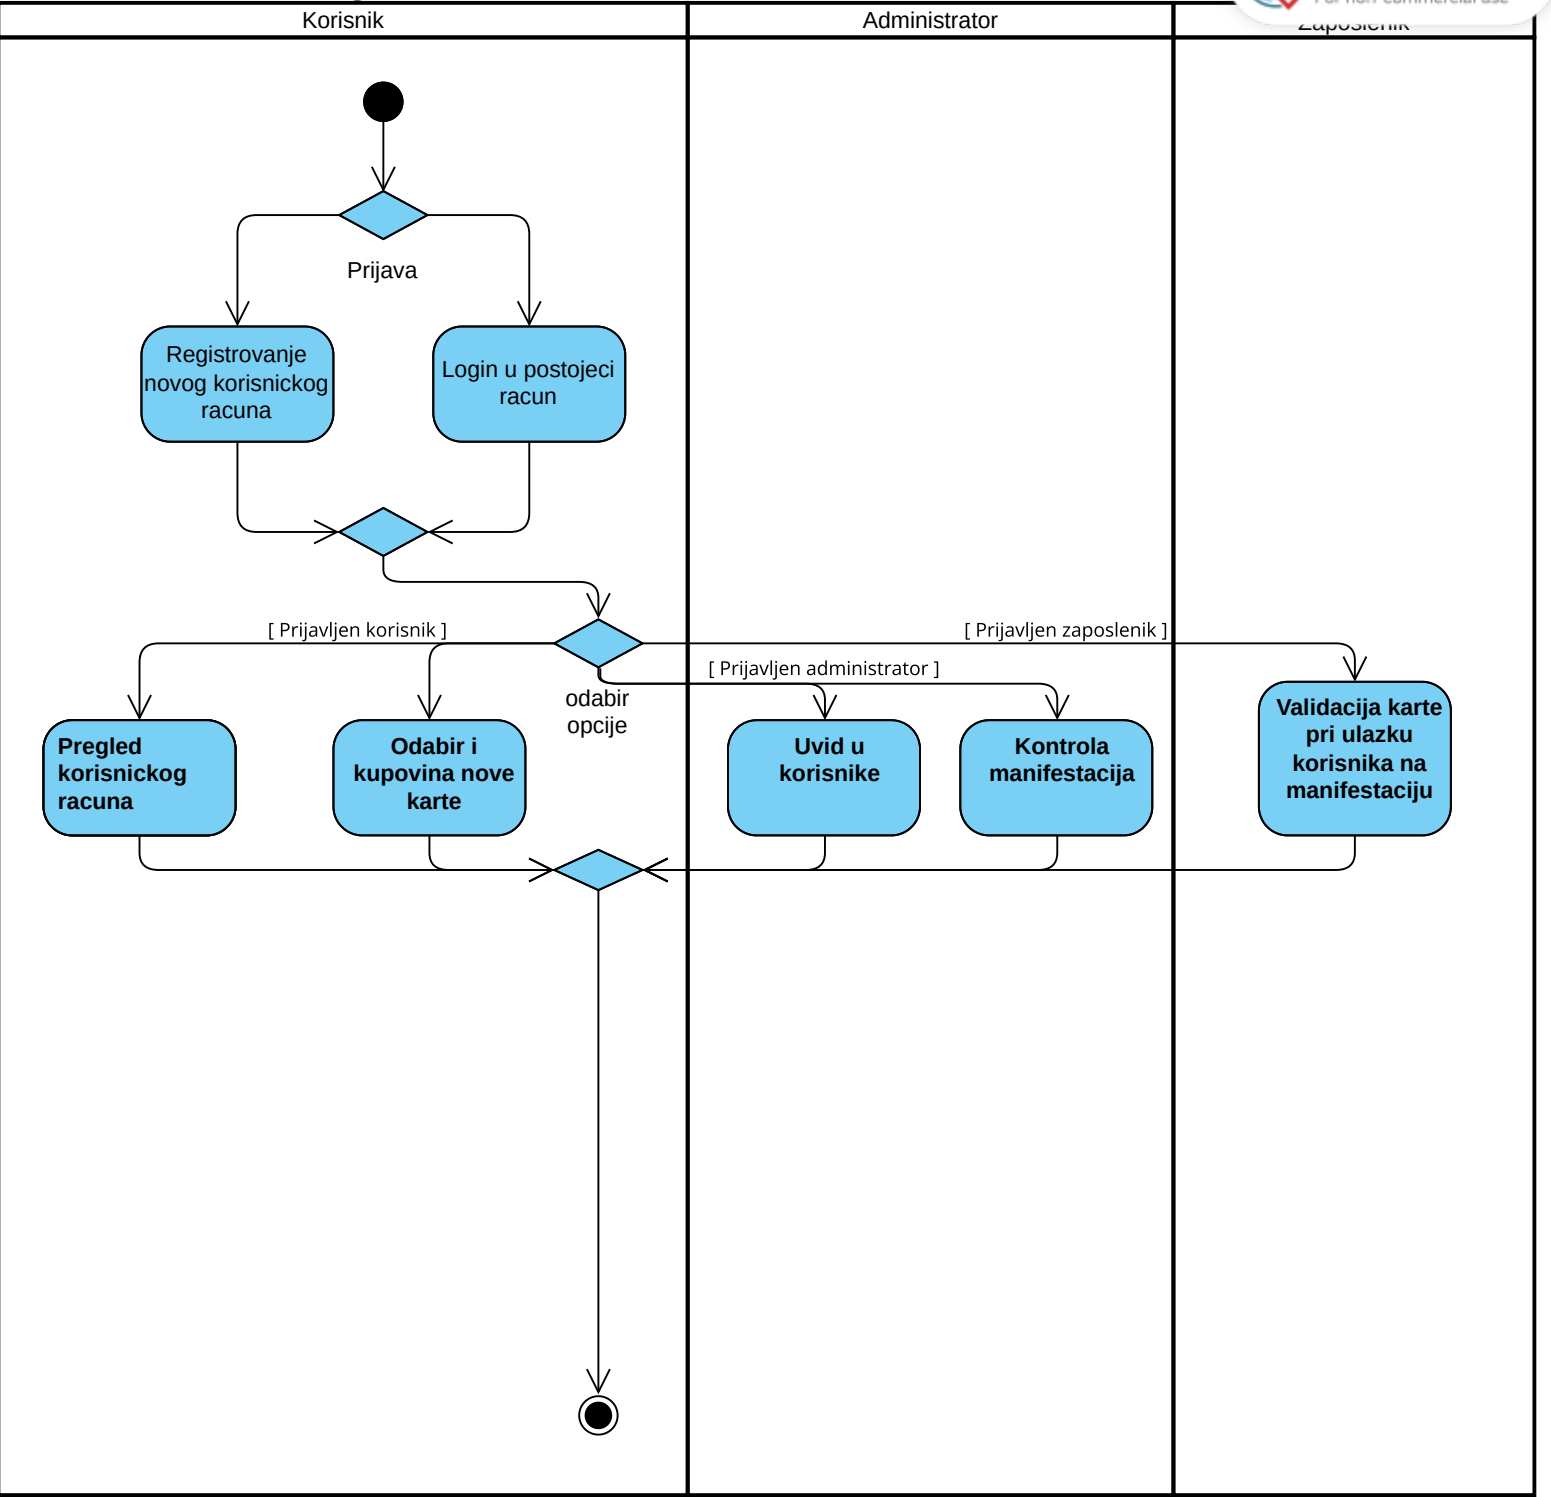 Korisnik
Administrator
Zaposlenik
Prijava
Registrovanje
novog korisnickog
racuna
Login u postojeci
racun
[ Prijavljen korisnik ]
[ Prijavljen zaposlenik ]
[ Prijavljen administrator ]
odabir
opcije
Pregled
korisnickog
racuna
Odabir i
kupovina nove
karte
Uvid u
korisnike
Kontrola
manifestacija
Validacija karte
pri ulazku
korisnika na
manifestaciju